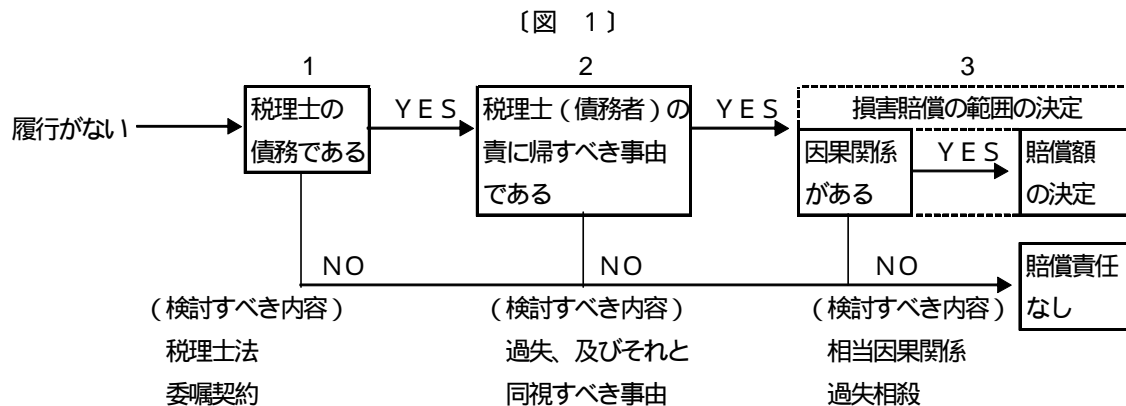 〔図 1〕
1
2
3
履行がない
税理士の
債務である
YES
税理士(債務者)の
責に帰すべき事由
である
YES
損害賠償の範囲の決定
因果関係
がある
YES
賠償額
の決定
NO
NO
NO
賠償責任
なし
(検討すべき内容)
税理士法
委嘱契約
(検討すべき内容)
過失、及びそれと
同視すべき事由
(検討すべき内容)
相当因果関係
過失相殺